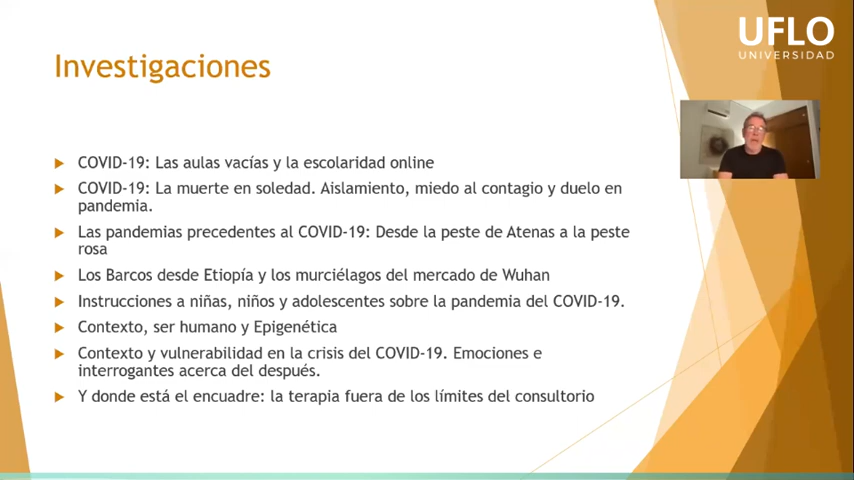 UFLO
UNIVERSIDAD
Investigaciones
COVID-19: Las aulas vacías y la escolaridad online
COVID-19: La muerte en soledad. Aislamiento, miedo al contagio y duelo en
pandemia.
Las pandemias precedentes al COVID-19: Desde la peste de Atenas a la peste
rosa
Los Barcos desde Etiopía y los murciélagos del mercado de Wuhan
Instrucciones a niñas, niños y adolescentes sobre la pandemia del COVID-19.
Contexto, ser humano y Epigenética
Contexto y vulnerabilidad en la crisis del COVID-19. Emociones e
interrogantes acerca del después.
Y donde está el encuadre: la terapia fuera de los límites del consultorio